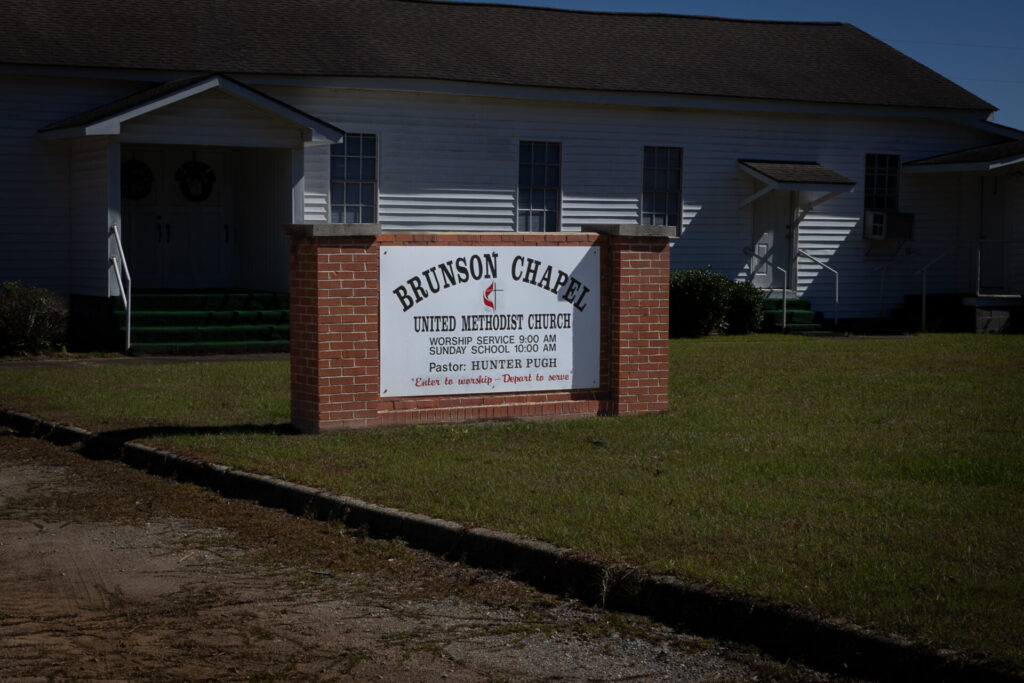 BRUNSON CHAPEL
UNITED METHODIST CHURCH
WORSHIP SERVICE 9:00 AM
SUNDAY SCHOOL 10:00 AM
Pastor: HUNTER PUGH
"Enter to worship - Depart to serve"